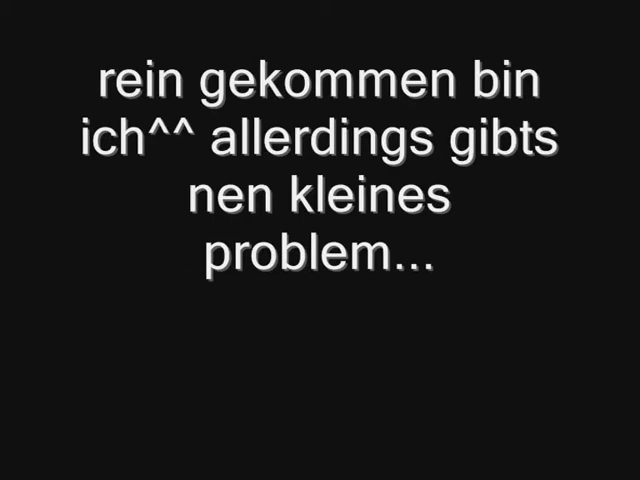 rein gekommen bin
ich^^ allerdings gibts
nen kleines
problem...